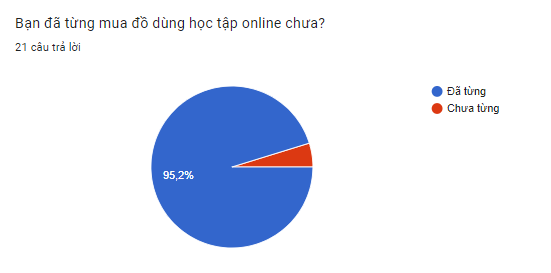 Bạn đã từng mua đồ dùng học tập online chưa?
21 câu trả lời
Đã từng
Chưa từng
95,2%